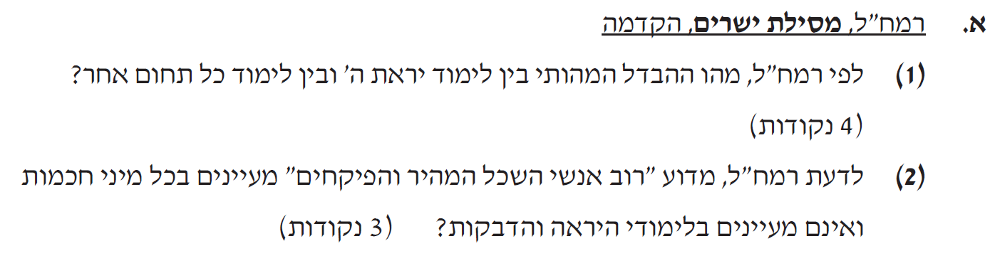 א. רמח"ל, מסילת ישרים, הקדמה
(1) לפי רמח"ל, מהו ההבדל המהותי בין לימוד יראת ה' ובין לימוד כל תחום אחר?
(4 נקודות)
(2) לדעת רמח"ל, מדוע "רוב אנשי השכל המהיר והפיקחים" מעיינים בכל מיני חכמות
ואינם מעיינים בלימודי היראה והדבקות? (3 נקודות)